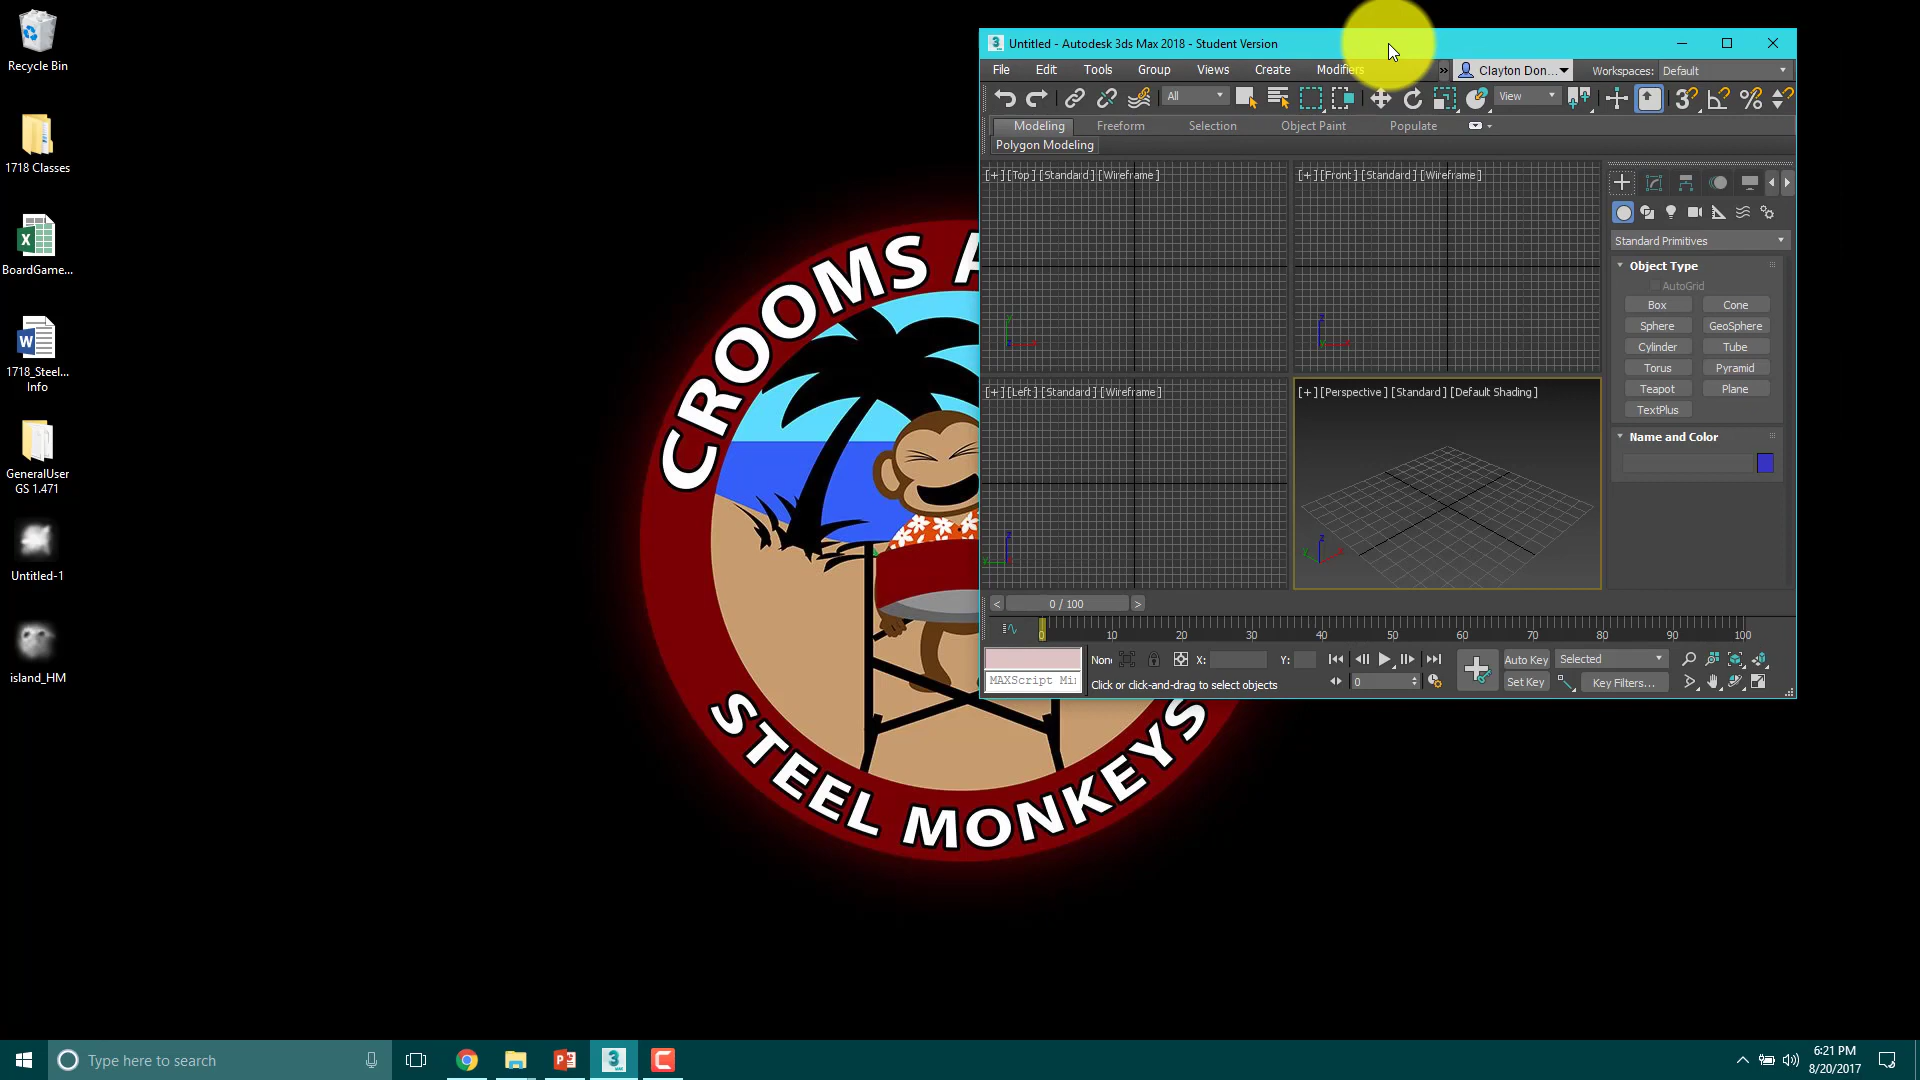 Recycle Bin
1718 Classes
BoardGame...
1718_Steel...
Info
GeneralUser
GS 1.471
Untitled-1
island_HM
CROOMS A
STEEL MONKEYS
Untitled - Autodesk 3ds Max 2018 - Student Version
File Edit Tools Group Views Create Modifiers » Clayton Don... Workspaces: Default
All View
Modeling Freeform Selection Object Paint Populate
Polygon Modeling
[+] [Top] [Standard] [Wireframe]
[+] [Front] [Standard] [Wireframe]
[+] [Left] [Standard] [Wireframe]
[+] [Perspective] [Standard] [Default Shading]
Standard Primitives
Object Type
AutoGrid
Box Cone
Sphere GeoSphere
Cylinder Tube
Torus Pyramid
Teapot Plane
TextPlus
Name and Color
< 0 / 100 >
0 10 20 30 40 50 60 70 80 90 100
None X: Y: Auto Key Selected
MAXScript Mi Click or click-and-drag to select objects 0 Set Key Key Filters...
Type here to search
6:21 PM
8/20/2017